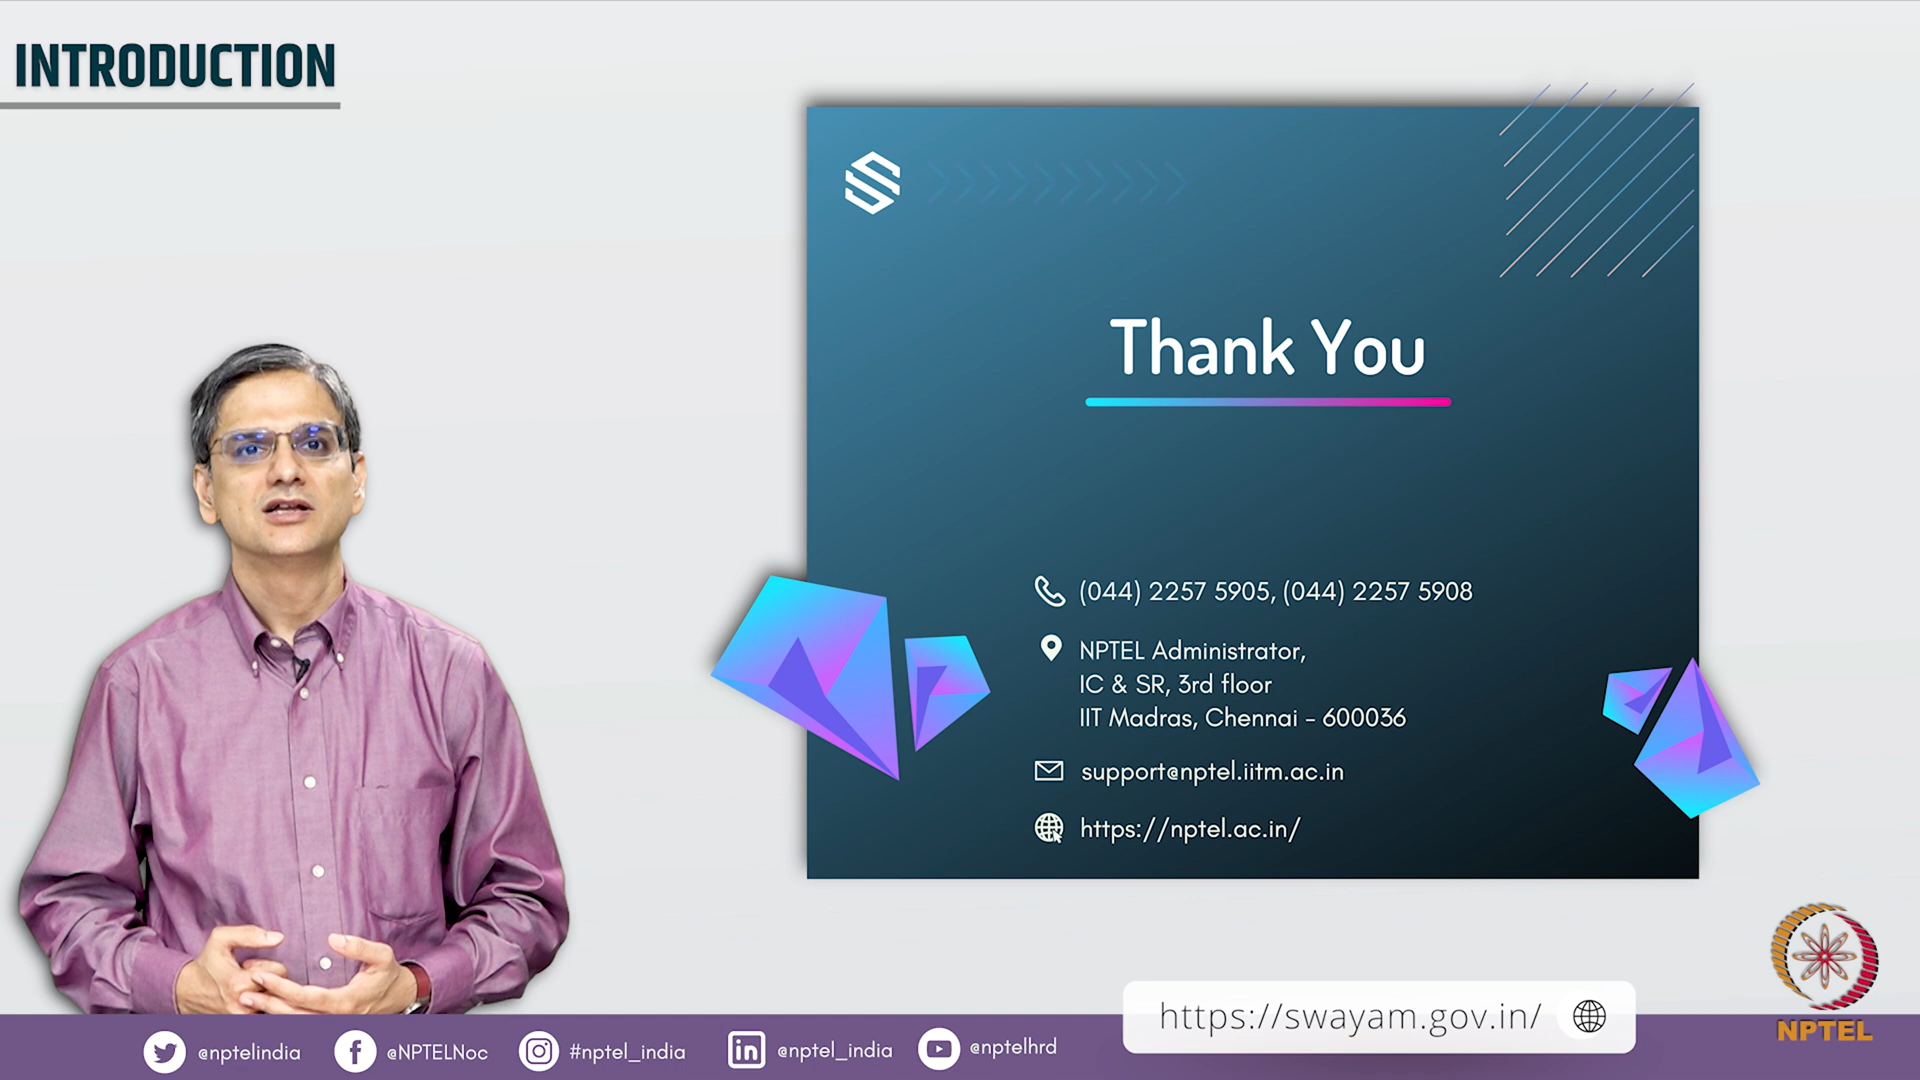 INTRODUCTION
Thank You
(044) 2257 5905, (044) 2257 5908
NPTEL Administrator,
IC & SR, 3rd floor
IIT Madras, Chennai - 600036
support@nptel.iitm.ac.in
https://nptel.ac.in/
https://swayam.gov.in/
NPTEL
@nptelindia
@NPTELNoc
#nptel_india
@nptel_india
@nptelhrd